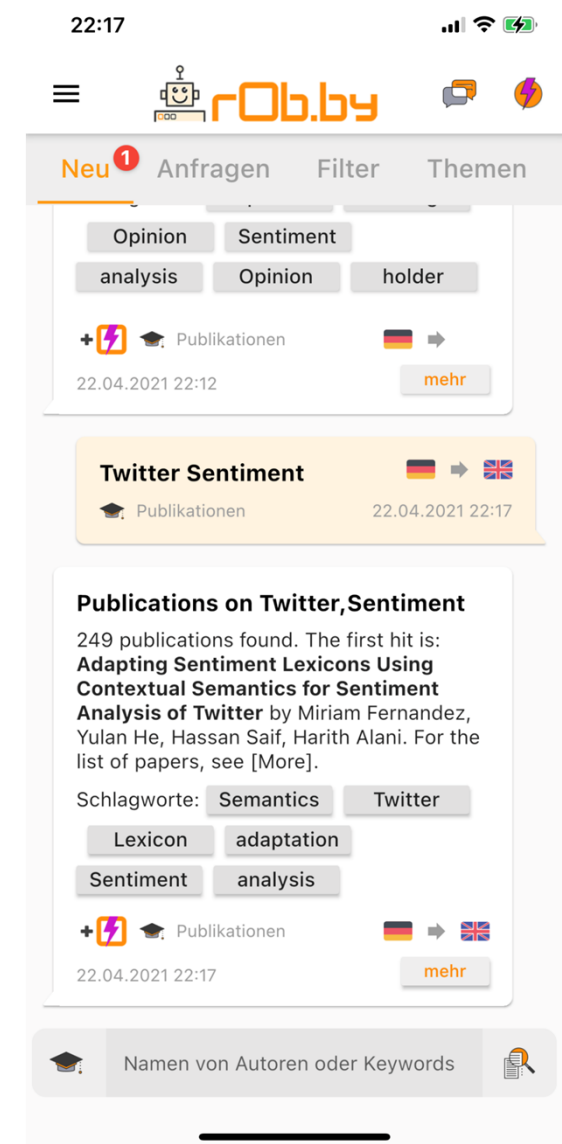 22:17
rOb.by
Neu 1 Anfragen Filter Themen
Opinion Sentiment
analysis Opinion holder
+ Publikationen
22.04.2021 22:12 mehr
Twitter Sentiment
Publikationen 22.04.2021 22:17
Publications on Twitter,Sentiment
249 publications found. The first hit is:
Adapting Sentiment Lexicons Using
Contextual Semantics for Sentiment
Analysis of Twitter by Miriam Fernandez,
Yulan He, Hassan Saif, Harith Alani. For the
list of papers, see [More].
Schlagworte: Semantics Twitter
Lexicon adaptation
Sentiment analysis
+ Publikationen
22.04.2021 22:17 mehr
Namen von Autoren oder Keywords